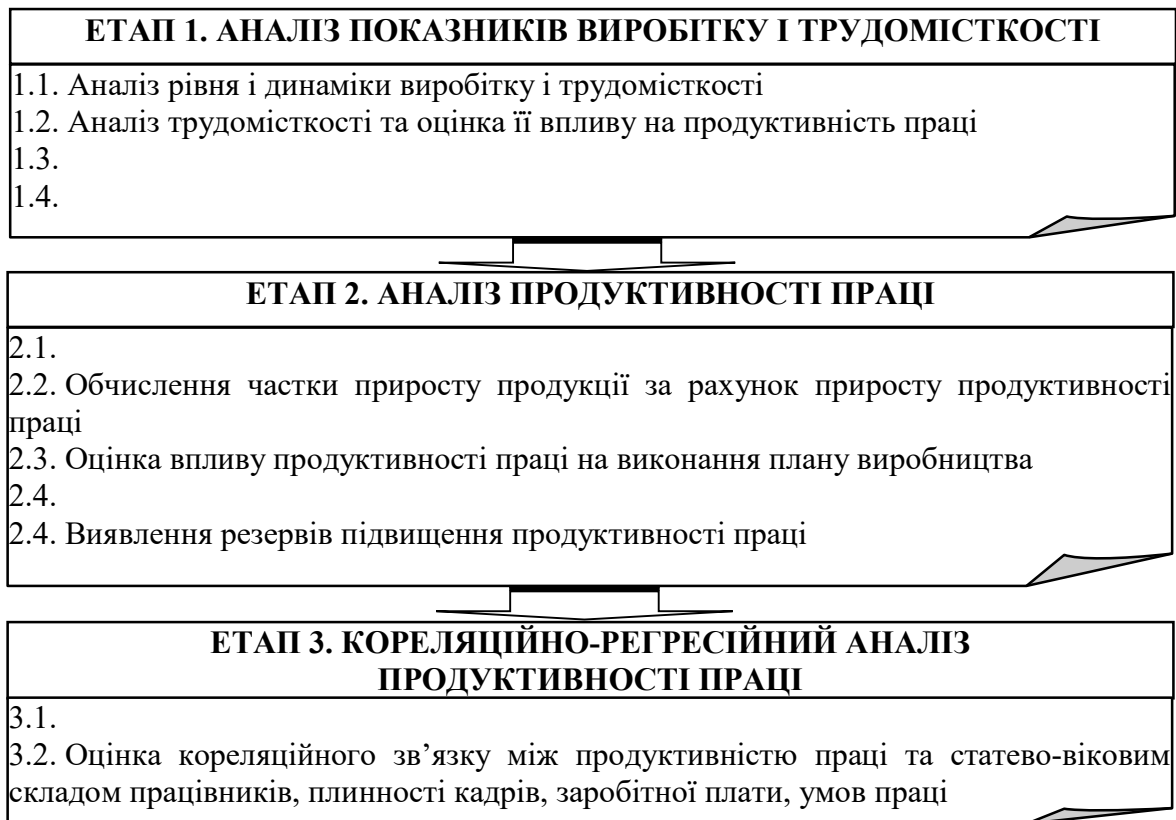 ЕТАП 1. АНАЛІЗ ПОКАЗНИКІВ ВИРОБІТКУ І ТРУДОМІСТКОСТІ
1.1. Аналіз рівня і динаміки виробітку і трудомісткості
1.2. Аналіз трудомісткості та оцінка її впливу на продуктивність праці
1.3.
1.4.
ЕТАП 2. АНАЛІЗ ПРОДУКТИВНОСТІ ПРАЦІ
2.1.
2.2. Обчислення частки приросту продукції за рахунок приросту продуктивності
праці
2.3. Оцінка впливу продуктивності праці на виконання плану виробництва
2.4.
2.4. Виявлення резервів підвищення продуктивності праці
ЕТАП 3. КОРЕЛЯЦІЙНО-РЕГРЕСІЙНИЙ АНАЛІЗ
ПРОДУКТИВНОСТІ ПРАЦІ
3.1.
3.2. Оцінка кореляційного зв’язку між продуктивністю праці та статево-віковим
складом працівників, плинності кадрів, заробітної плати, умов праці